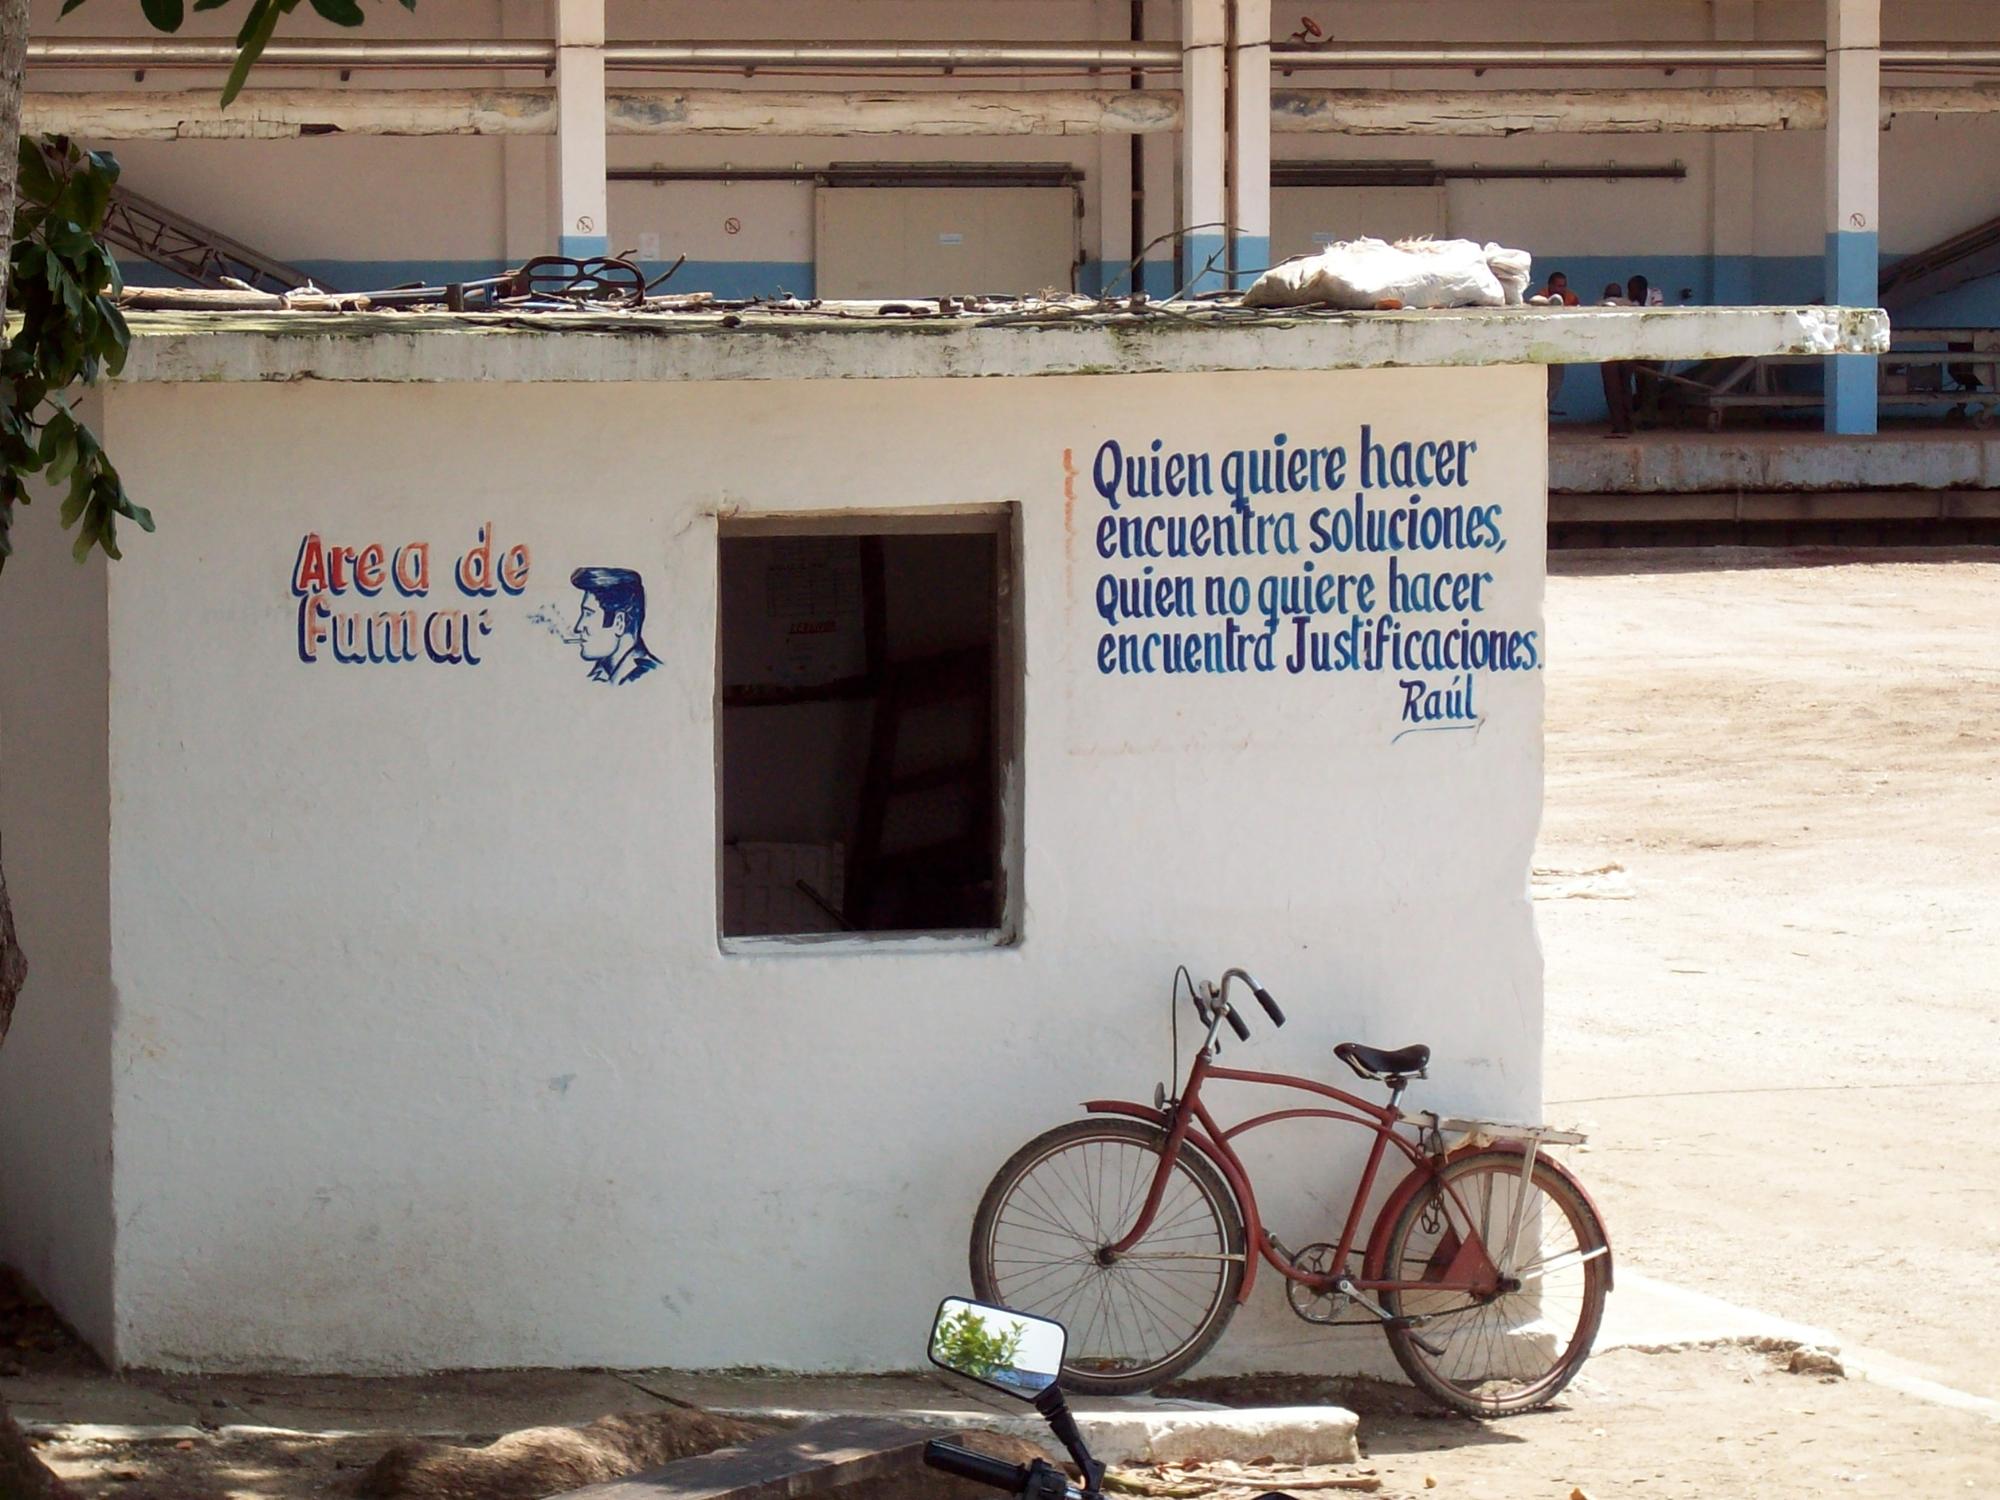 Area de
fumar
Quien quiere hacer
encuentra soluciones,
Quien no quiere hacer
encuentra Justificaciones.
Raúl